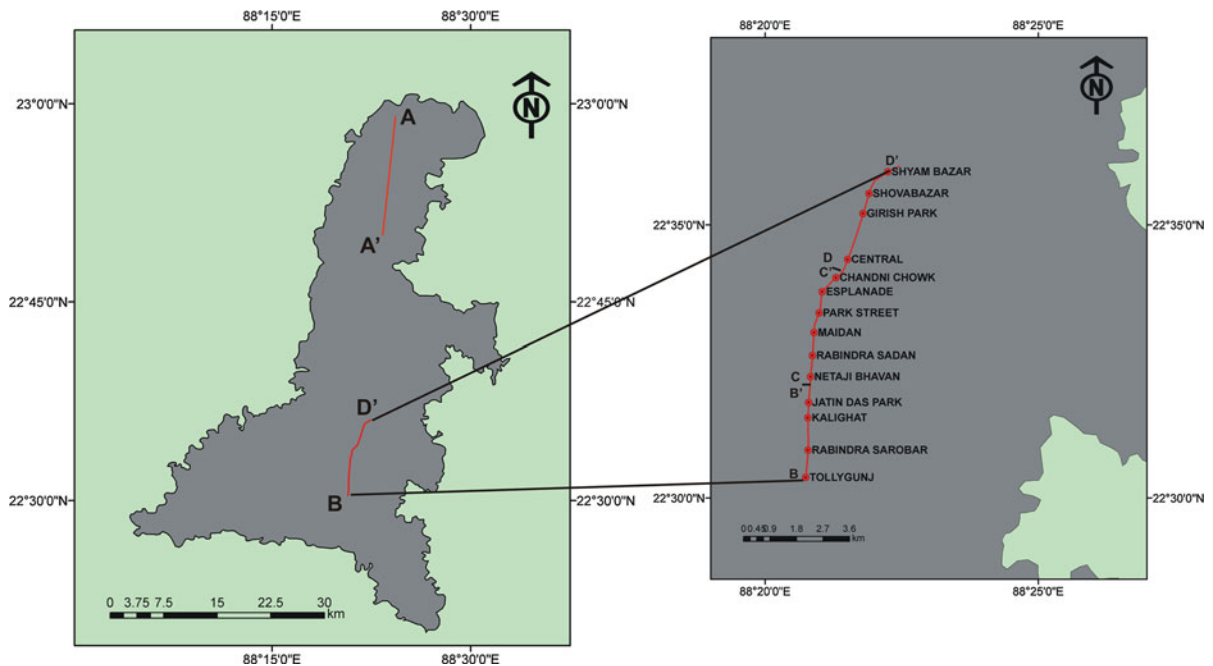 88°15'0"E
88°30'0"E
23°0'0"N
23°0'0"N
N
A
A'
22°45'0"N
22°45'0"N
D'
B
22°30'0"N
22°30'0"N
0 3.75 7.5 15 22.5 30
km
88°15'0"E
88°30'0"E
88°20'0"E
88°25'0"E
N
D'
SHYAM BAZAR
SHOVABAZAR
GIRISH PARK
22°35'0"N
22°35'0"N
D
CENTRAL
C'
CHANDNI CHOWK
ESPLANADE
PARK STREET
MAIDAN
RABINDRA SADAN
C
NETAJI BHAVAN
B'
JATIN DAS PARK
KALIGHAT
RABINDRA SAROBAR
B
TOLLYGUNJ
22°30'0"N
22°30'0"N
0 0.45 0.9 1.8 2.7 3.6
km
88°20'0"E
88°25'0"E